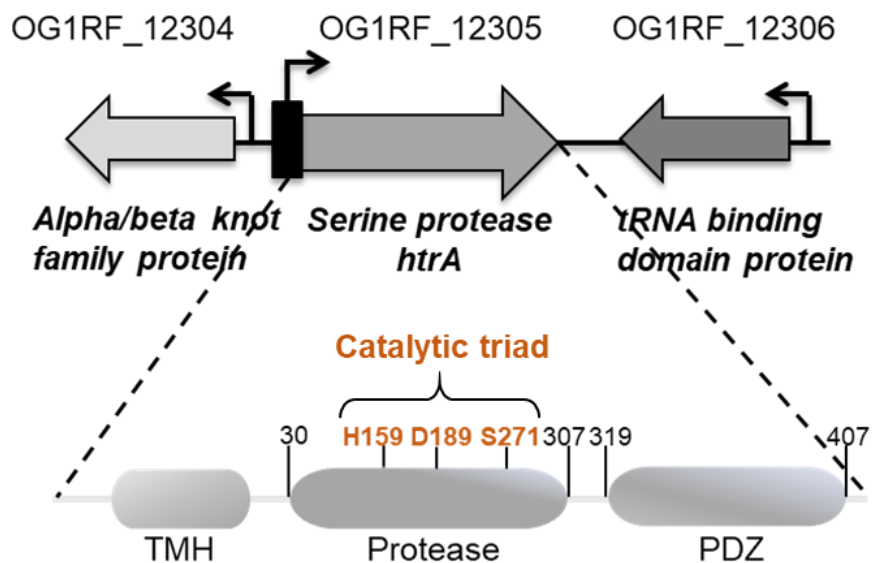 OG1RF_12304 OG1RF_12305 OG1RF_12306
Alpha/beta knot Serine protease tRNA binding
family protein htrA domain protein
Catalytic triad
30 H159 D189 S271 307 319 407
TMH Protease PDZ